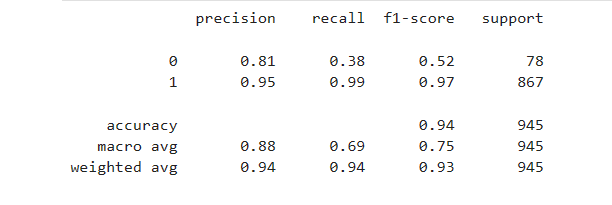 precision recall f1-score support
0 0.81 0.38 0.52 78
1 0.95 0.99 0.97 867
accuracy 0.94 945
macro avg 0.88 0.69 0.75 945
weighted avg 0.94 0.94 0.93 945